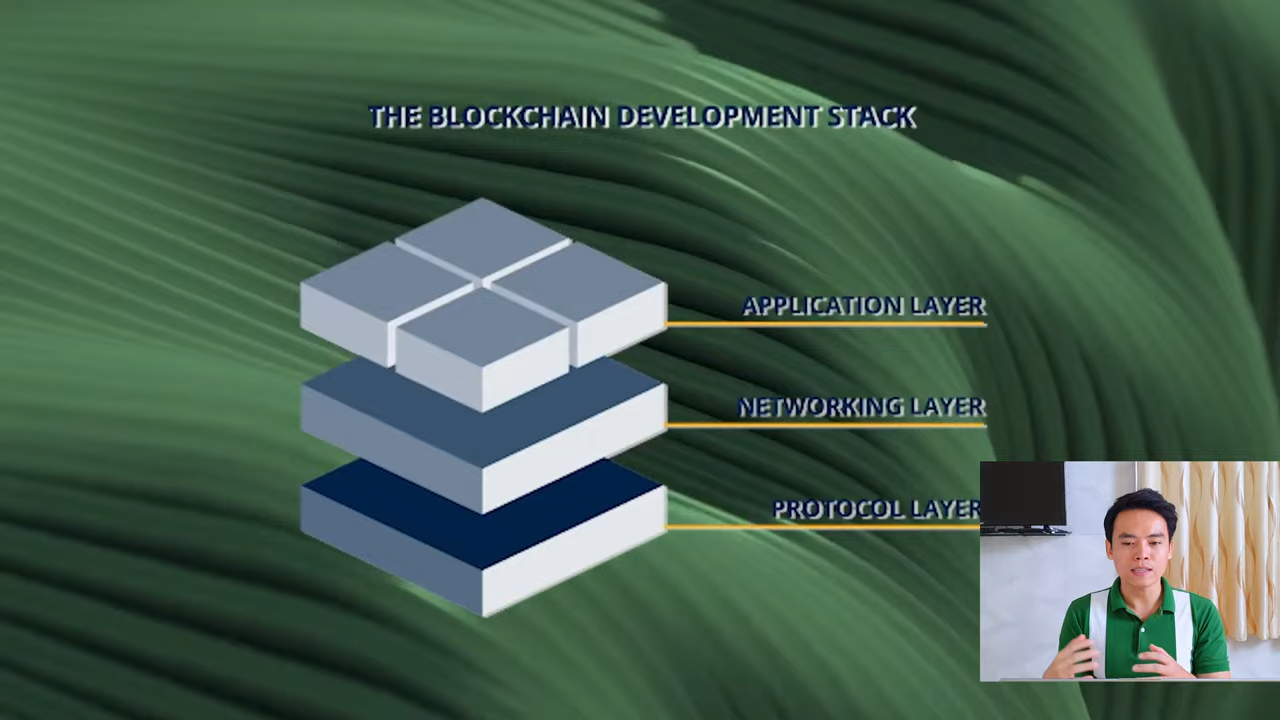 THE BLOCKCHAIN DEVELOPMENT STACK
APPLICATION LAYER
NETWORKING LAYER
PROTOCOL LAYER